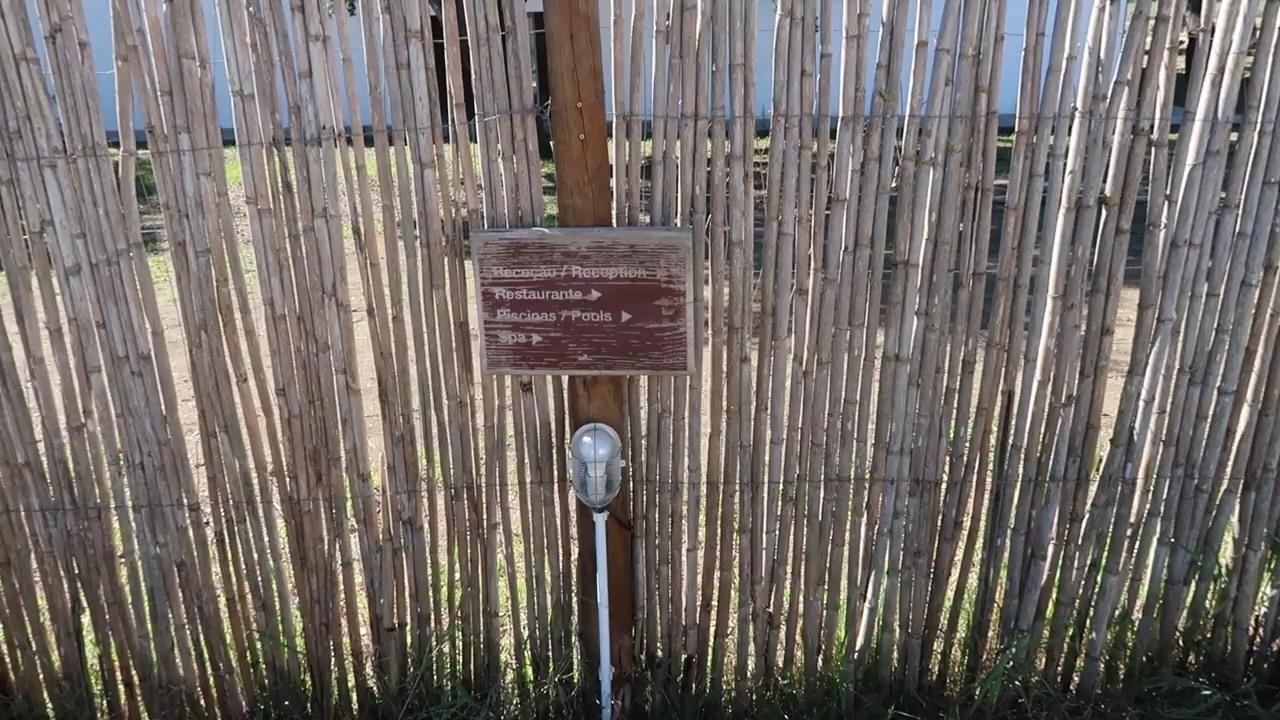 Receção / Reception
Restaurante
Piscinas / Pools
Spa